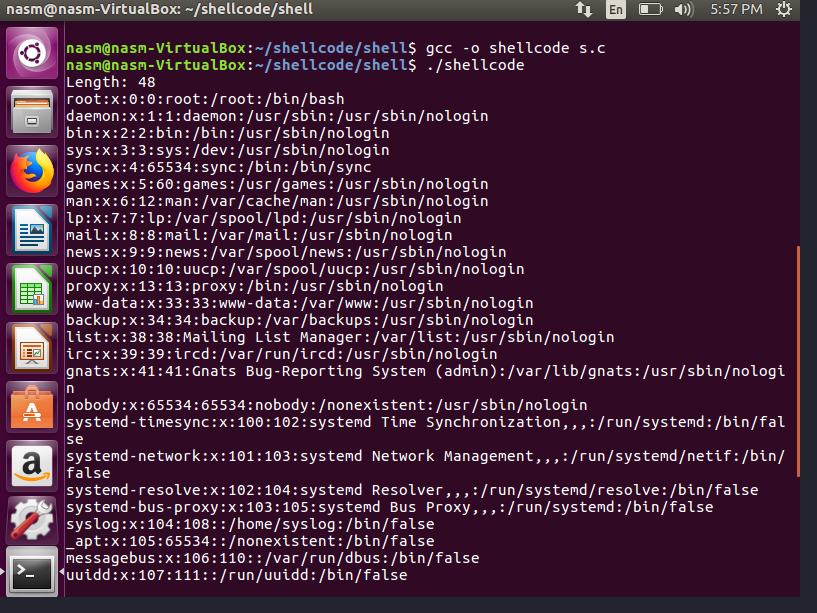 nasm@nasm-VirtualBox: ~/shellcode/shell
En
5:57 PM
nasm@nasm-VirtualBox:~/shellcode/shell$ gcc -o shellcode s.c
nasm@nasm-VirtualBox:~/shellcode/shell$ ./shellcode
Length: 48
root:x:0:0:root:/root:/bin/bash
daemon:x:1:1:daemon:/usr/sbin:/usr/sbin/nologin
bin:x:2:2:bin:/bin:/usr/sbin/nologin
sys:x:3:3:sys:/dev:/usr/sbin/nologin
sync:x:4:65534:sync:/bin:/bin/sync
games:x:5:60:games:/usr/games:/usr/sbin/nologin
man:x:6:12:man:/var/cache/man:/usr/sbin/nologin
lp:x:7:7:lp:/var/spool/lpd:/usr/sbin/nologin
mail:x:8:8:mail:/var/mail:/usr/sbin/nologin
news:x:9:9:news:/var/spool/news:/usr/sbin/nologin
uucp:x:10:10:uucp:/var/spool/uucp:/usr/sbin/nologin
proxy:x:13:13:proxy:/bin:/usr/sbin/nologin
www-data:x:33:33:www-data:/var/www:/usr/sbin/nologin
backup:x:34:34:backup:/var/backups:/usr/sbin/nologin
list:x:38:38:Mailing List Manager:/var/list:/usr/sbin/nologin
irc:x:39:39:ircd:/var/run/ircd:/usr/sbin/nologin
gnats:x:41:41:Gnats Bug-Reporting System (admin):/var/lib/gnats:/usr/sbin/nologi
n
nobody:x:65534:65534:nobody:/nonexistent:/usr/sbin/nologin
systemd-timesync:x:100:102:systemd Time Synchronization,,,:/run/systemd:/bin/fal
se
systemd-network:x:101:103:systemd Network Management,,,:/run/systemd/netif:/bin/
false
systemd-resolve:x:102:104:systemd Resolver,,,:/run/systemd/resolve:/bin/false
systemd-bus-proxy:x:103:105:systemd Bus Proxy,,,:/run/systemd:/bin/false
syslog:x:104:108::/home/syslog:/bin/false
_apt:x:105:65534::/nonexistent:/bin/false
messagebus:x:106:110::/var/run/dbus:/bin/false
uuidd:x:107:111::/run/uuidd:/bin/false